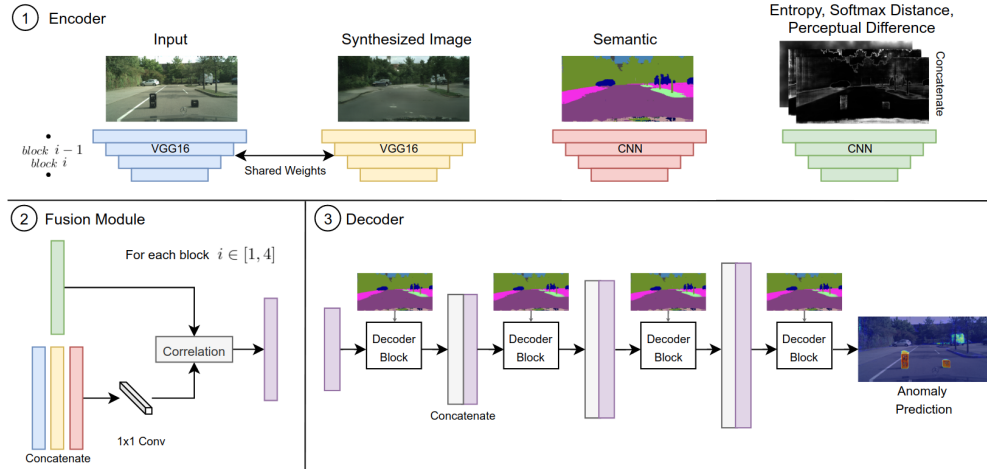 1 Encoder
Input
Synthesized Image
Semantic
Entropy, Softmax Distance,
Perceptual Difference
Concatenate
block i − 1
block i
VGG16
VGG16
CNN
CNN
Shared Weights
2 Fusion Module
For each block i ∈ [1, 4]
Correlation
1x1 Conv
Concatenate
3 Decoder
Decoder
Block
Decoder
Block
Decoder
Block
Decoder
Block
Concatenate
Anomaly
Prediction